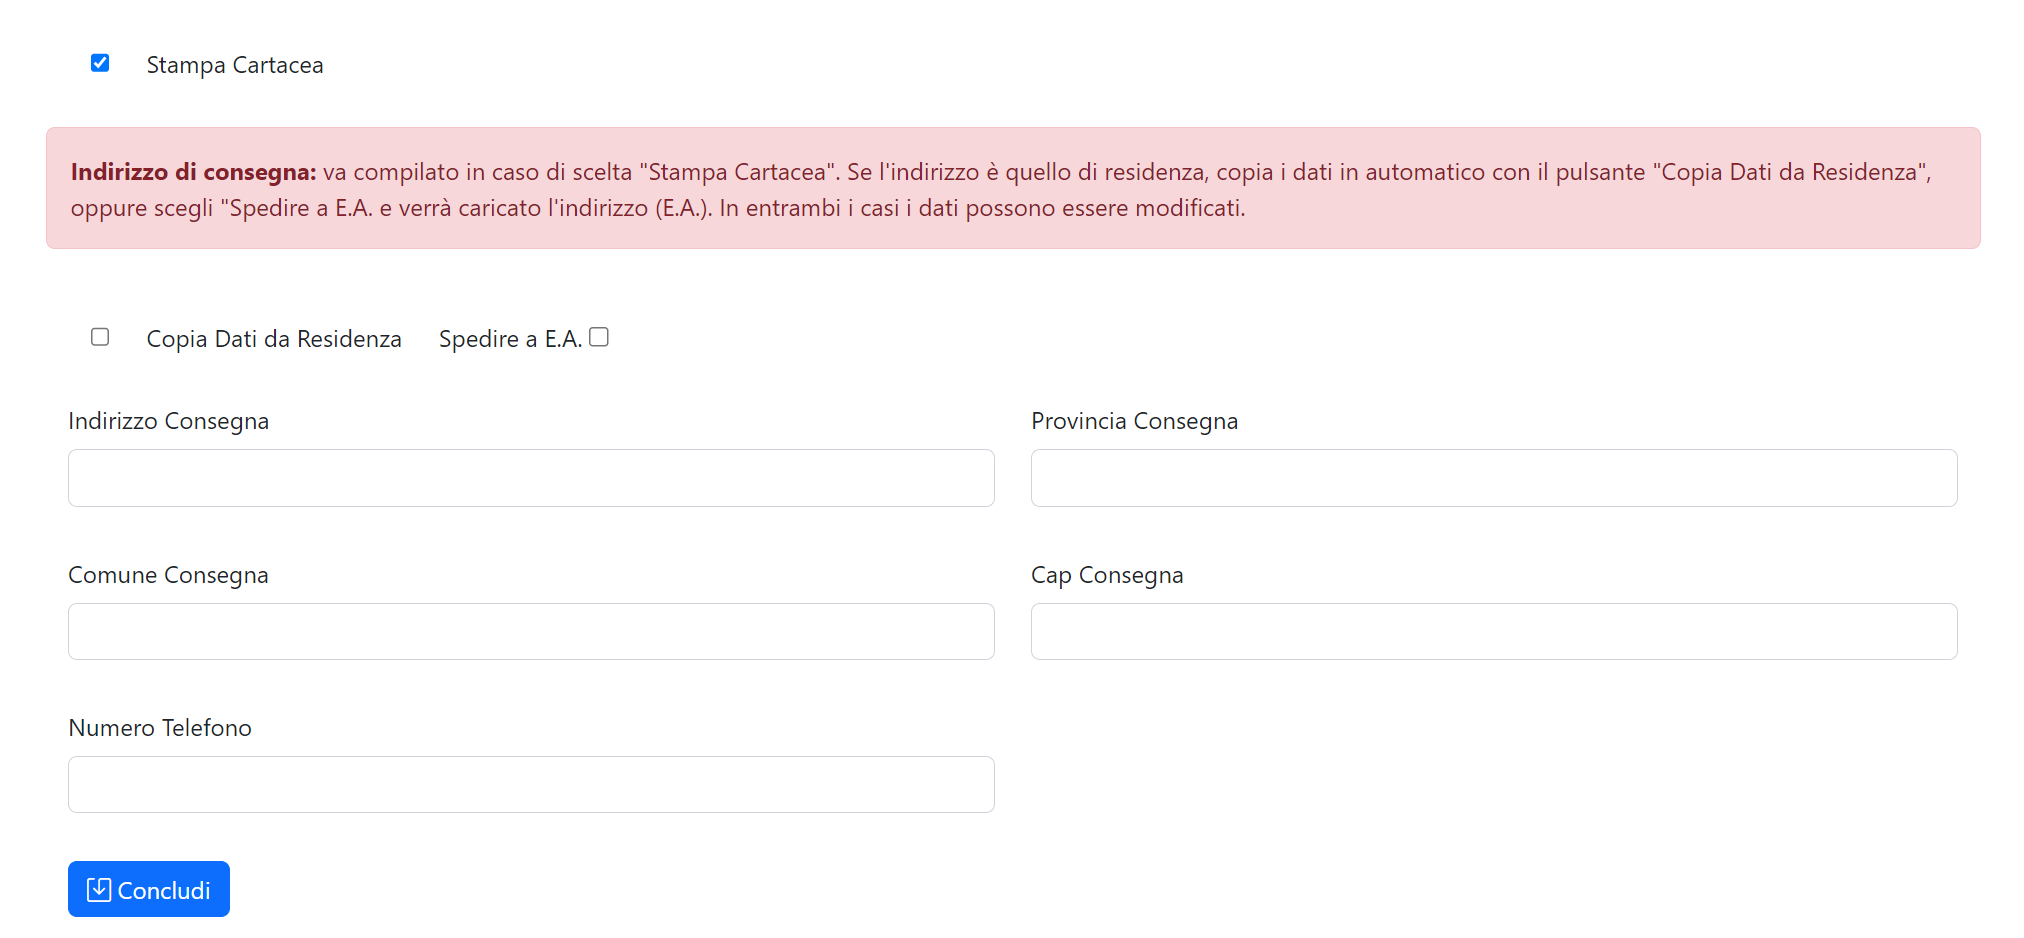 Stampa Cartacea
Indirizzo di consegna: va compilato in caso di scelta "Stampa Cartacea". Se l'indirizzo è quello di residenza, copia i dati in automatico con il pulsante "Copia Dati da Residenza",
oppure scegli "Spedire a E.A. e verrà caricato l'indirizzo (E.A.). In entrambi i casi i dati possono essere modificati.
Copia Dati da Residenza Spedire a E.A.
Indirizzo Consegna
Provincia Consegna
Comune Consegna
Cap Consegna
Numero Telefono
Concludi